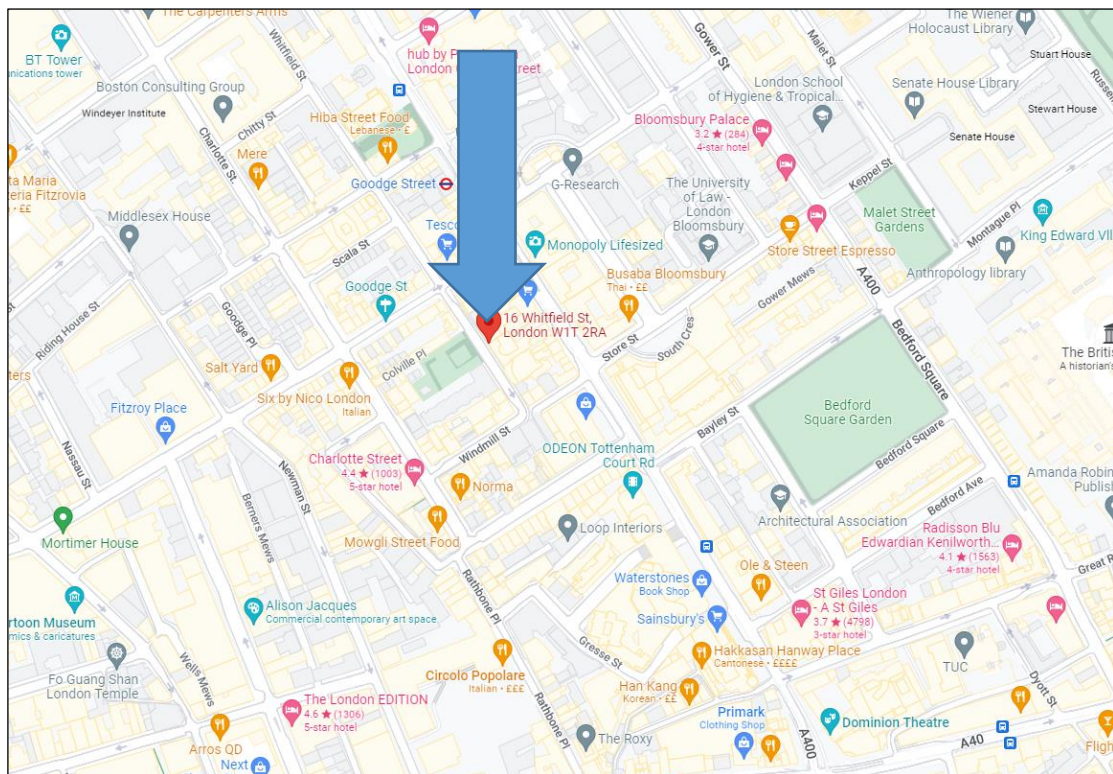 The Carpenters Arms
BT Tower
unications tower
Whitfield St
hub by P
London
Street
Gower St
Malet St
The Wiener
Holocaust Library
Stuart House
Russe
Boston Consulting Group
Windeyer Institute
Chitty St
Charlotte St.
London School
of Hygiene & Tropical...
Senate House Library
Stewart House
Senate House
Hiba Street Food
Lebanese · £
Bloomsbury Palace
3.2 ★ (284)
4-star hotel
Mere
Goodge Street
G-Research
Keppel St
ta Maria
eria Fitzrovia
· ££
Middlesex House
The University
of Law -
London
Bloomsbury
Malet Street
Gardens
Montague Pl
King Edward VII
Tesco
Monopoly Lifesized
Store Street Espresso
Anthropology library
Scala St
Goodge St
Busaba Bloomsbury
Thai · ££
Gower Mews
A400
Riding House St
Goodge Pl
16 Whitfield St,
London W1T 2RA
Store St
South Cres
Bedford Square
The Briti
A historian's
ters
Salt Yard
Colville Pl
Six by Nico London
Italian
Fitzroy Place
Bedford
Square Garden
Bayley St
Bedford Square
Nassau St
Newman St
Berners Mews
Charlotte Street
4.4 ★ (1003)
5-star hotel
Windmill St
ODEON Tottenham
Court Rd
Norma
Bedford Ave
Amanda Robin
Publish
Mortimer House
Mowgli Street Food
Loop Interiors
Architectural Association
Radisson Blu
Edwardian Kenilworth...
4.1 ★ (1563)
4-star hotel
Great R
Rathbone Pl
Waterstones
Book Shop
Ole & Steen
St Giles London
- A St Giles
3.7 ★ (4798)
3-star hotel
artoon Museum
mics & caricatures
Alison Jacques
Commercial contemporary art space
Sainsbury's
Gresse St
Hakkasan Hanway Place
Cantonese · ££££
TUC
Fo Guang Shan
London Temple
Wells Mews
Circolo Popolare
Italian · £££
Han Kang
Korean · ££
Dyott St
The London EDITION
4.6 ★ (1306)
5-star hotel
Rathbone Pl
Primark
Clothing Shop
Dominion Theatre
Arros QD
Next
The Roxy
A400
A40
Fligh